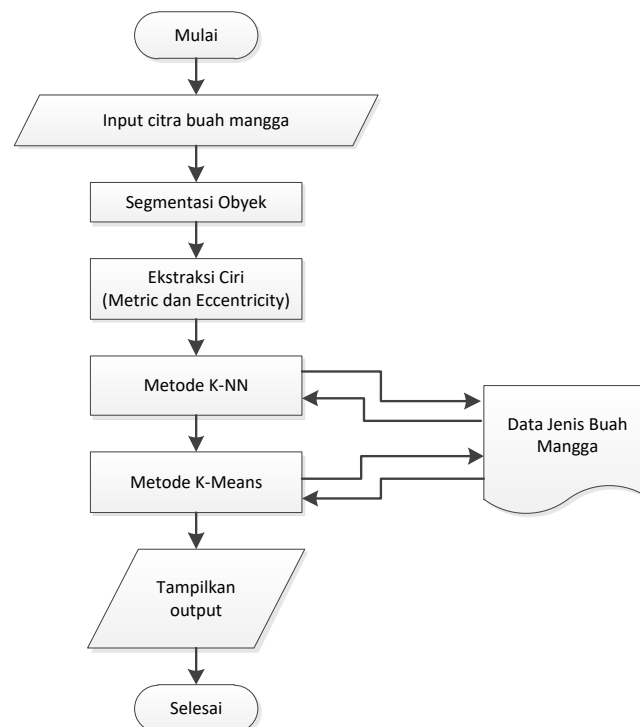 Mulai
Input citra buah mangga
Segmentasi Obyek
Ekstraksi Ciri
(Metric dan Eccentricity)
Metode K-NN
Data Jenis Buah
Mangga
Metode K-Means
Tampilkan
output
Selesai